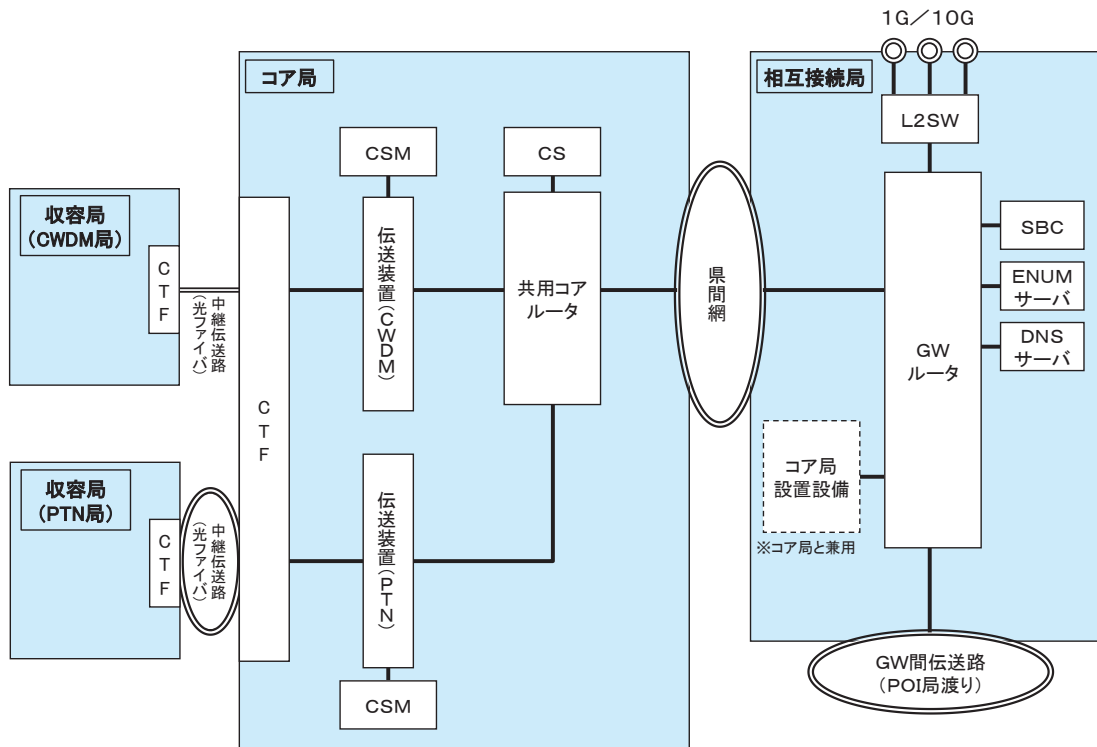 1G／10G
コア局
相互接続局
L2SW
CSM
CS
収容局
（CWDM局）
CTF
中継伝送路
（光ファイバ）
CTF
伝送装置（CWDM）
共用コア
ルータ
県間網
GW
ルータ
SBC
ENUM
サーバ
DNS
サーバ
収容局
（PTN局）
CTF
中継伝送路
（光ファイバ）
伝送装置（PTN）
CSM
コア局
設置設備
※コア局と兼用
GW間伝送路
（POI局渡り）